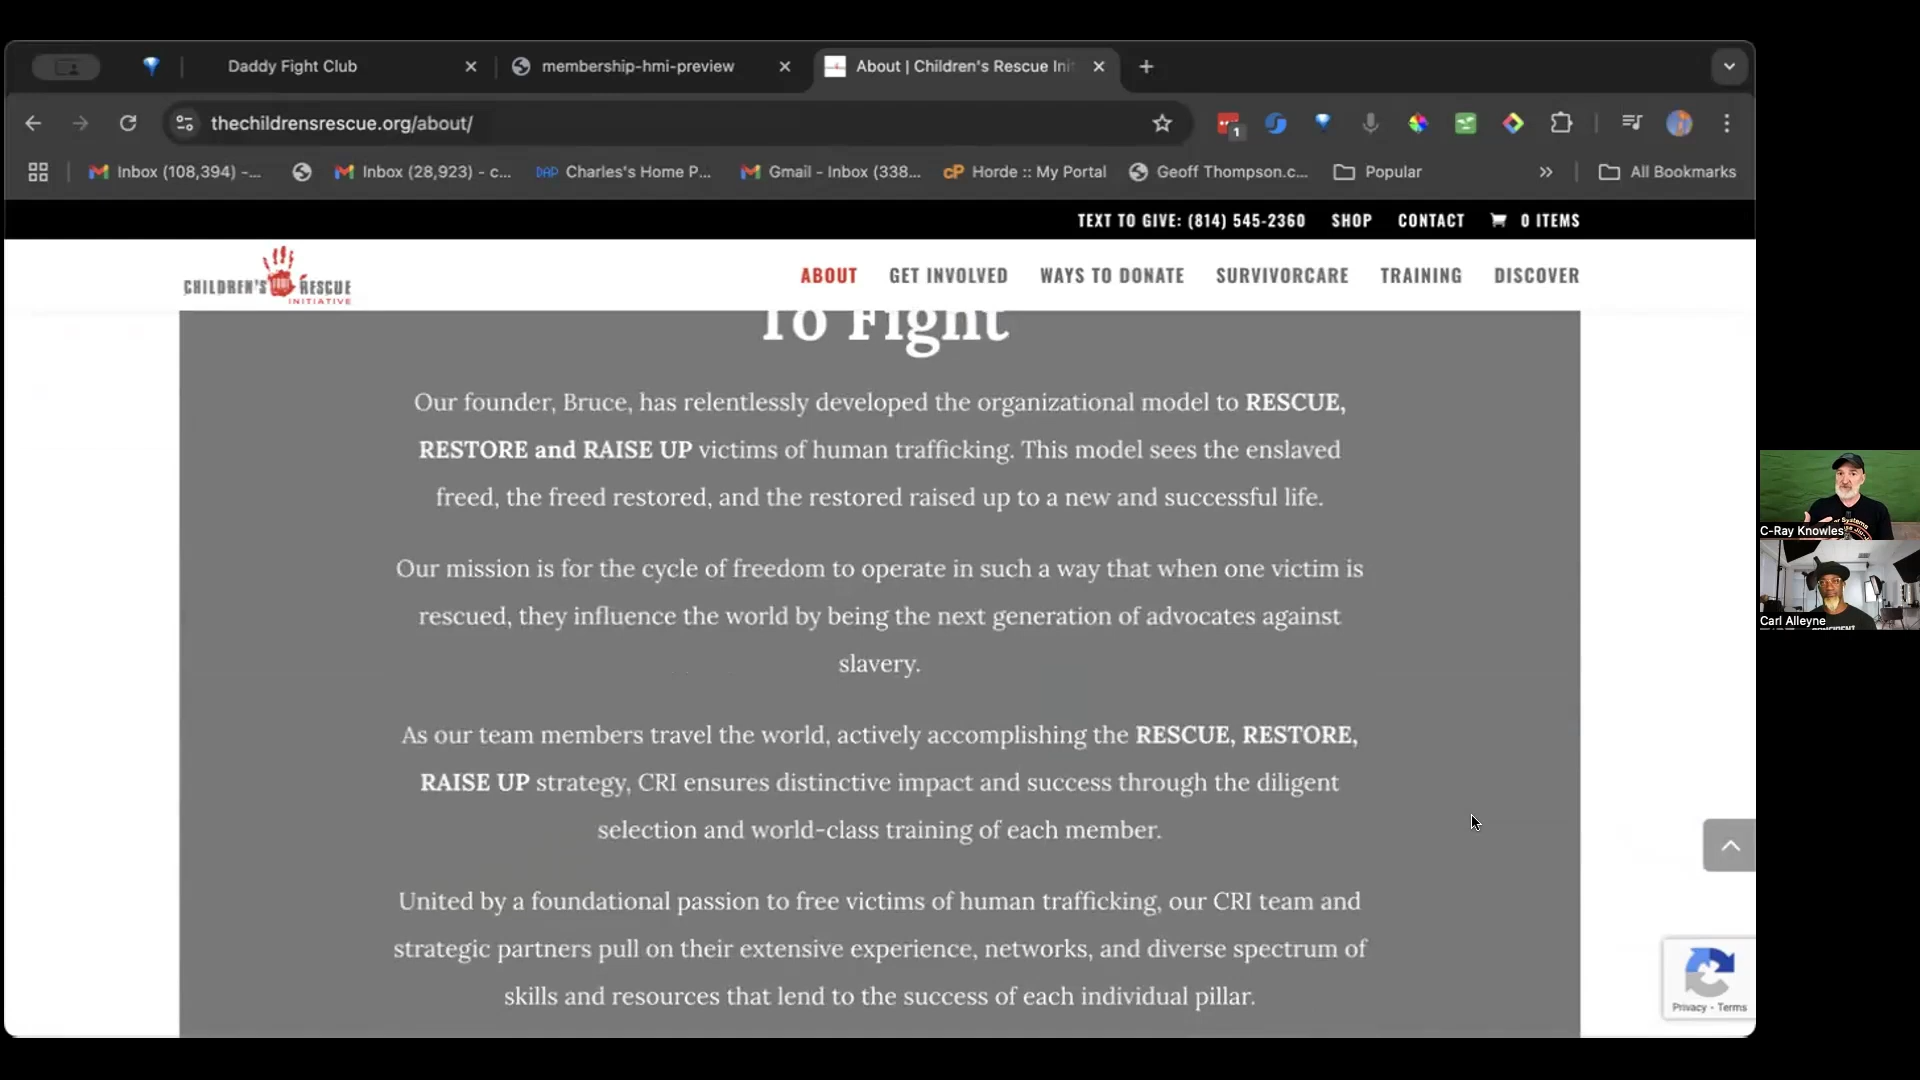 Daddy Fight Club
membership-hmi-preview
About | Children's Rescue Ini
thechildrensrescue.org/about/
1
Inbox (108,394) -...
Inbox (28,923) - c...
DAP Charles's Home P...
Gmail - Inbox (338...
cP Horde :: My Portal
Geoff Thompson.c...
Popular
»
All Bookmarks
TEXT TO GIVE: (814) 545-2360 SHOP CONTACT 0 ITEMS
CHILDREN'S RESCUE
INITIATIVE
ABOUT GET INVOLVED WAYS TO DONATE SURVIVORCARE TRAINING DISCOVER
To Fight
Our founder, Bruce, has relentlessly developed the organizational model to RESCUE,
RESTORE and RAISE UP victims of human trafficking. This model sees the enslaved
freed, the freed restored, and the restored raised up to a new and successful life.
Our mission is for the cycle of freedom to operate in such a way that when one victim is
rescued, they influence the world by being the next generation of advocates against
slavery.
As our team members travel the world, actively accomplishing the RESCUE, RESTORE,
RAISE UP strategy, CRI ensures distinctive impact and success through the diligent
selection and world-class training of each member.
United by a foundational passion to free victims of human trafficking, our CRI team and
strategic partners pull on their extensive experience, networks, and diverse spectrum of
skills and resources that lend to the success of each individual pillar.
Privacy - Terms
C-Ray Knowles
Carl Alleyne